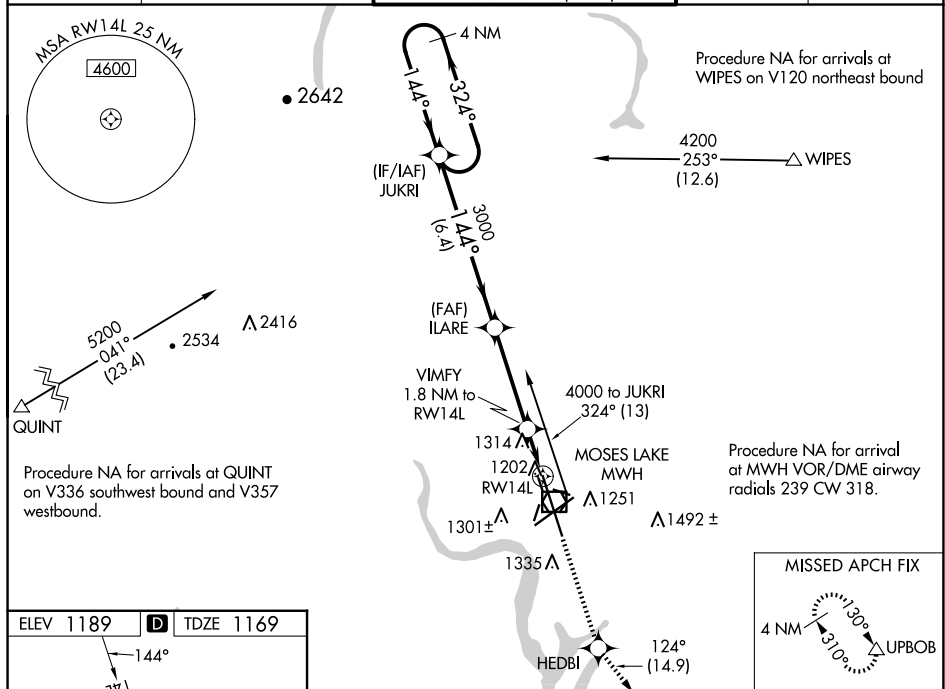 MSA RW14L 25 NM
4600
2642
4 NM
144°
324°
(IF/IAF)
JUKRI
Procedure NA for arrivals at
WIPES on V120 northeast bound
4200
253°
(12.6)
WIPES
3000
144°
(6.4)
5200
041°
(23.4)
2534
2416
QUINT
(FAF)
ILARE
VIMFY
1.8 NM to
RW14L
4000 to JUKRI
324° (13)
1314
1202
RW14L
MOSES LAKE
MWH
1251
1301±
1492 ±
1335
Procedure NA for arrivals at QUINT
on V336 southwest bound and V357
westbound.
Procedure NA for arrival
at MWH VOR/DME airway
radials 239 CW 318.
MISSED APCH FIX
4 NM
130°
310°
UPBOB
HEDBI
124°
(14.9)
ELEV 1189 D TDZE 1169
144°